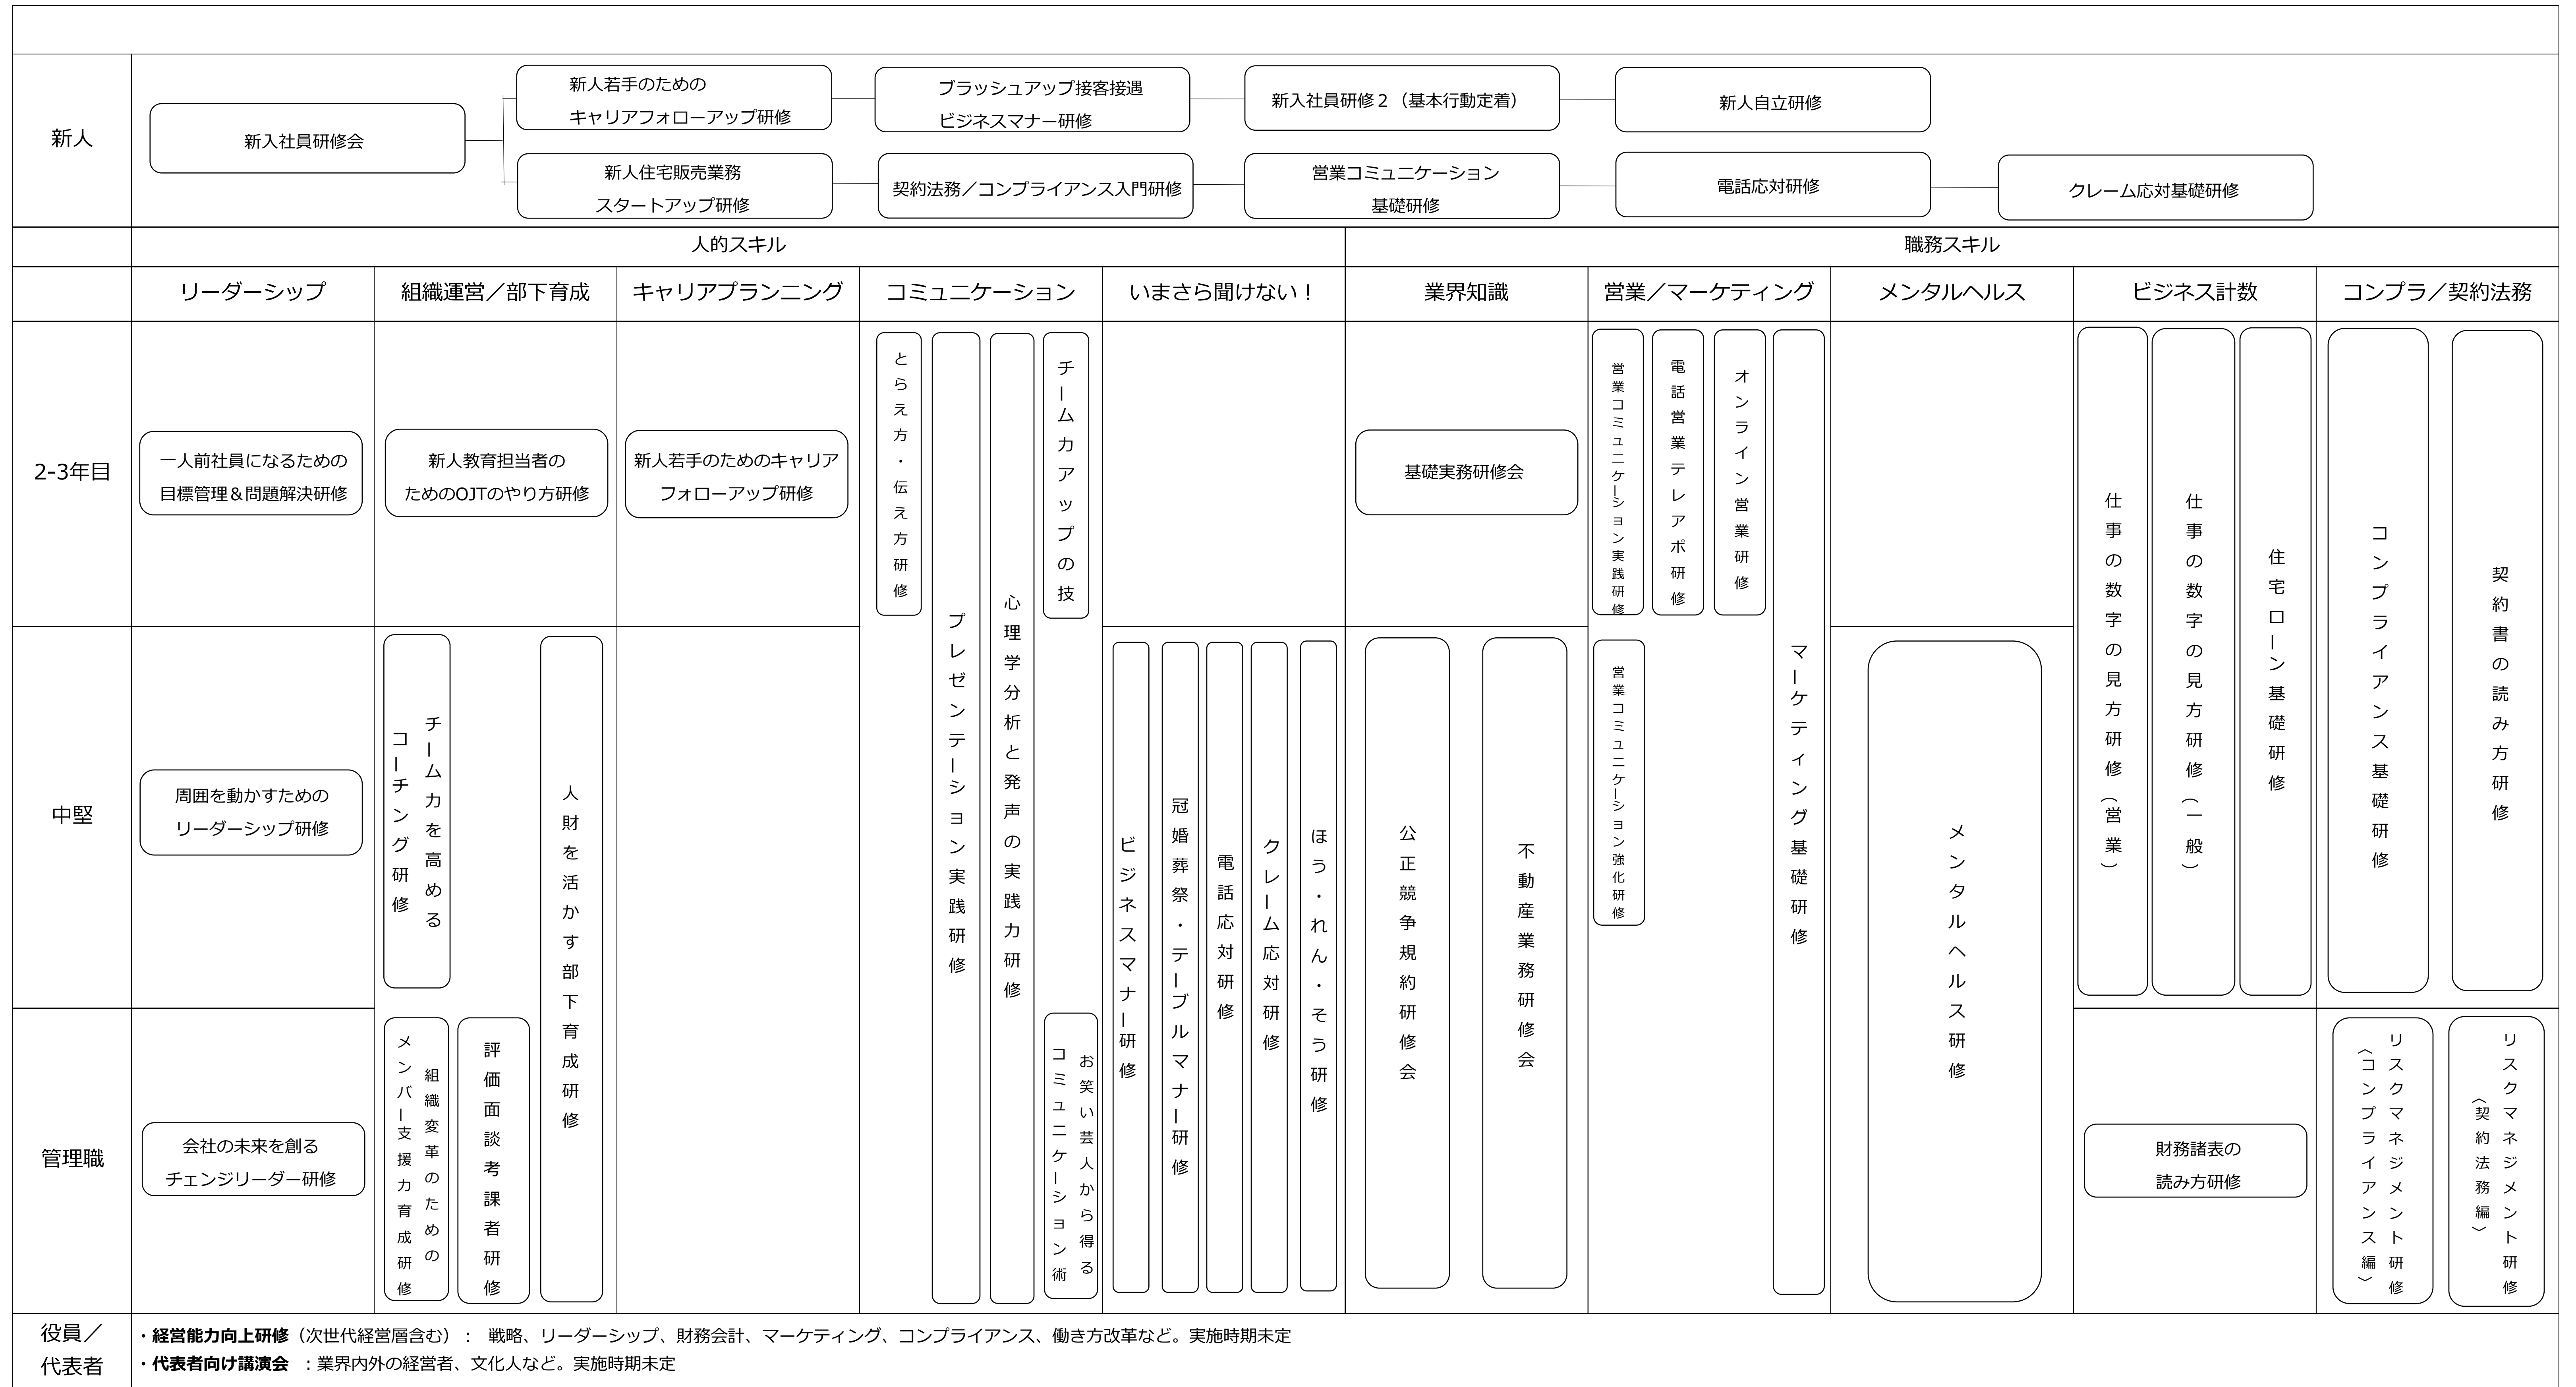 新人
新入社員研修会
新人若手のための
キャリアフォローアップ研修
ブラッシュアップ接客接遇
ビジネスマナー研修
新入社員研修２（基本行動定着）
新人自立研修
新人住宅販売業務
スタートアップ研修
契約法務／コンプライアンス入門研修
営業コミュニケーション
基礎研修
電話応対研修
クレーム応対基礎研修
人的スキル
職務スキル
リーダーシップ
組織運営／部下育成
キャリアプランニング
コミュニケーション
いまさら聞けない！
業界知識
営業／マーケティング
メンタルヘルス
ビジネス計数
コンプラ／契約法務
2-3年目
一人前社員になるための
目標管理＆問題解決研修
新人教育担当者の
ためのOJTのやり方研修
新人若手のためのキャリア
フォローアップ研修
とらえ方・伝え方研修
プレゼンテーション実践研修
心理学分析と発声の実践力研修
チーム力アップの技
基礎実務研修会
営業コミュニケーション実践研修
電話営業テレアポ研修
オンライン営業研修
マーケティング基礎研修
仕事の数字の見方研修（営業）
仕事の数字の見方研修（一般）
住宅ローン基礎研修
コンプライアンス基礎研修
契約書の読み方研修
中堅
周囲を動かすための
リーダーシップ研修
チーム力を高める
コーチング研修
人財を活かす部下育成研修
ビジネスマナー研修
冠婚葬祭・テーブルマナー研修
電話応対研修
クレーム応対研修
ほう・れん・そう研修
公正競争規約研修会
不動産業務研修会
営業コミュニケーション強化研修
メンタルヘルス研修
管理職
会社の未来を創る
チェンジリーダー研修
組織変革のための
メンバー支援力育成研修
評価面談考課者研修
お笑い芸人から得る
コミュニケーション術
財務諸表の
読み方研修
リスクマネジメント研修
〈コンプライアンス編〉
リスクマネジメント研修
〈契約法務編〉
役員／
代表者
・経営能力向上研修（次世代経営層含む）： 戦略、リーダーシップ、財務会計、マーケティング、コンプライアンス、働き方改革など。実施時期未定
・代表者向け講演会 ：業界内外の経営者、文化人など。実施時期未定